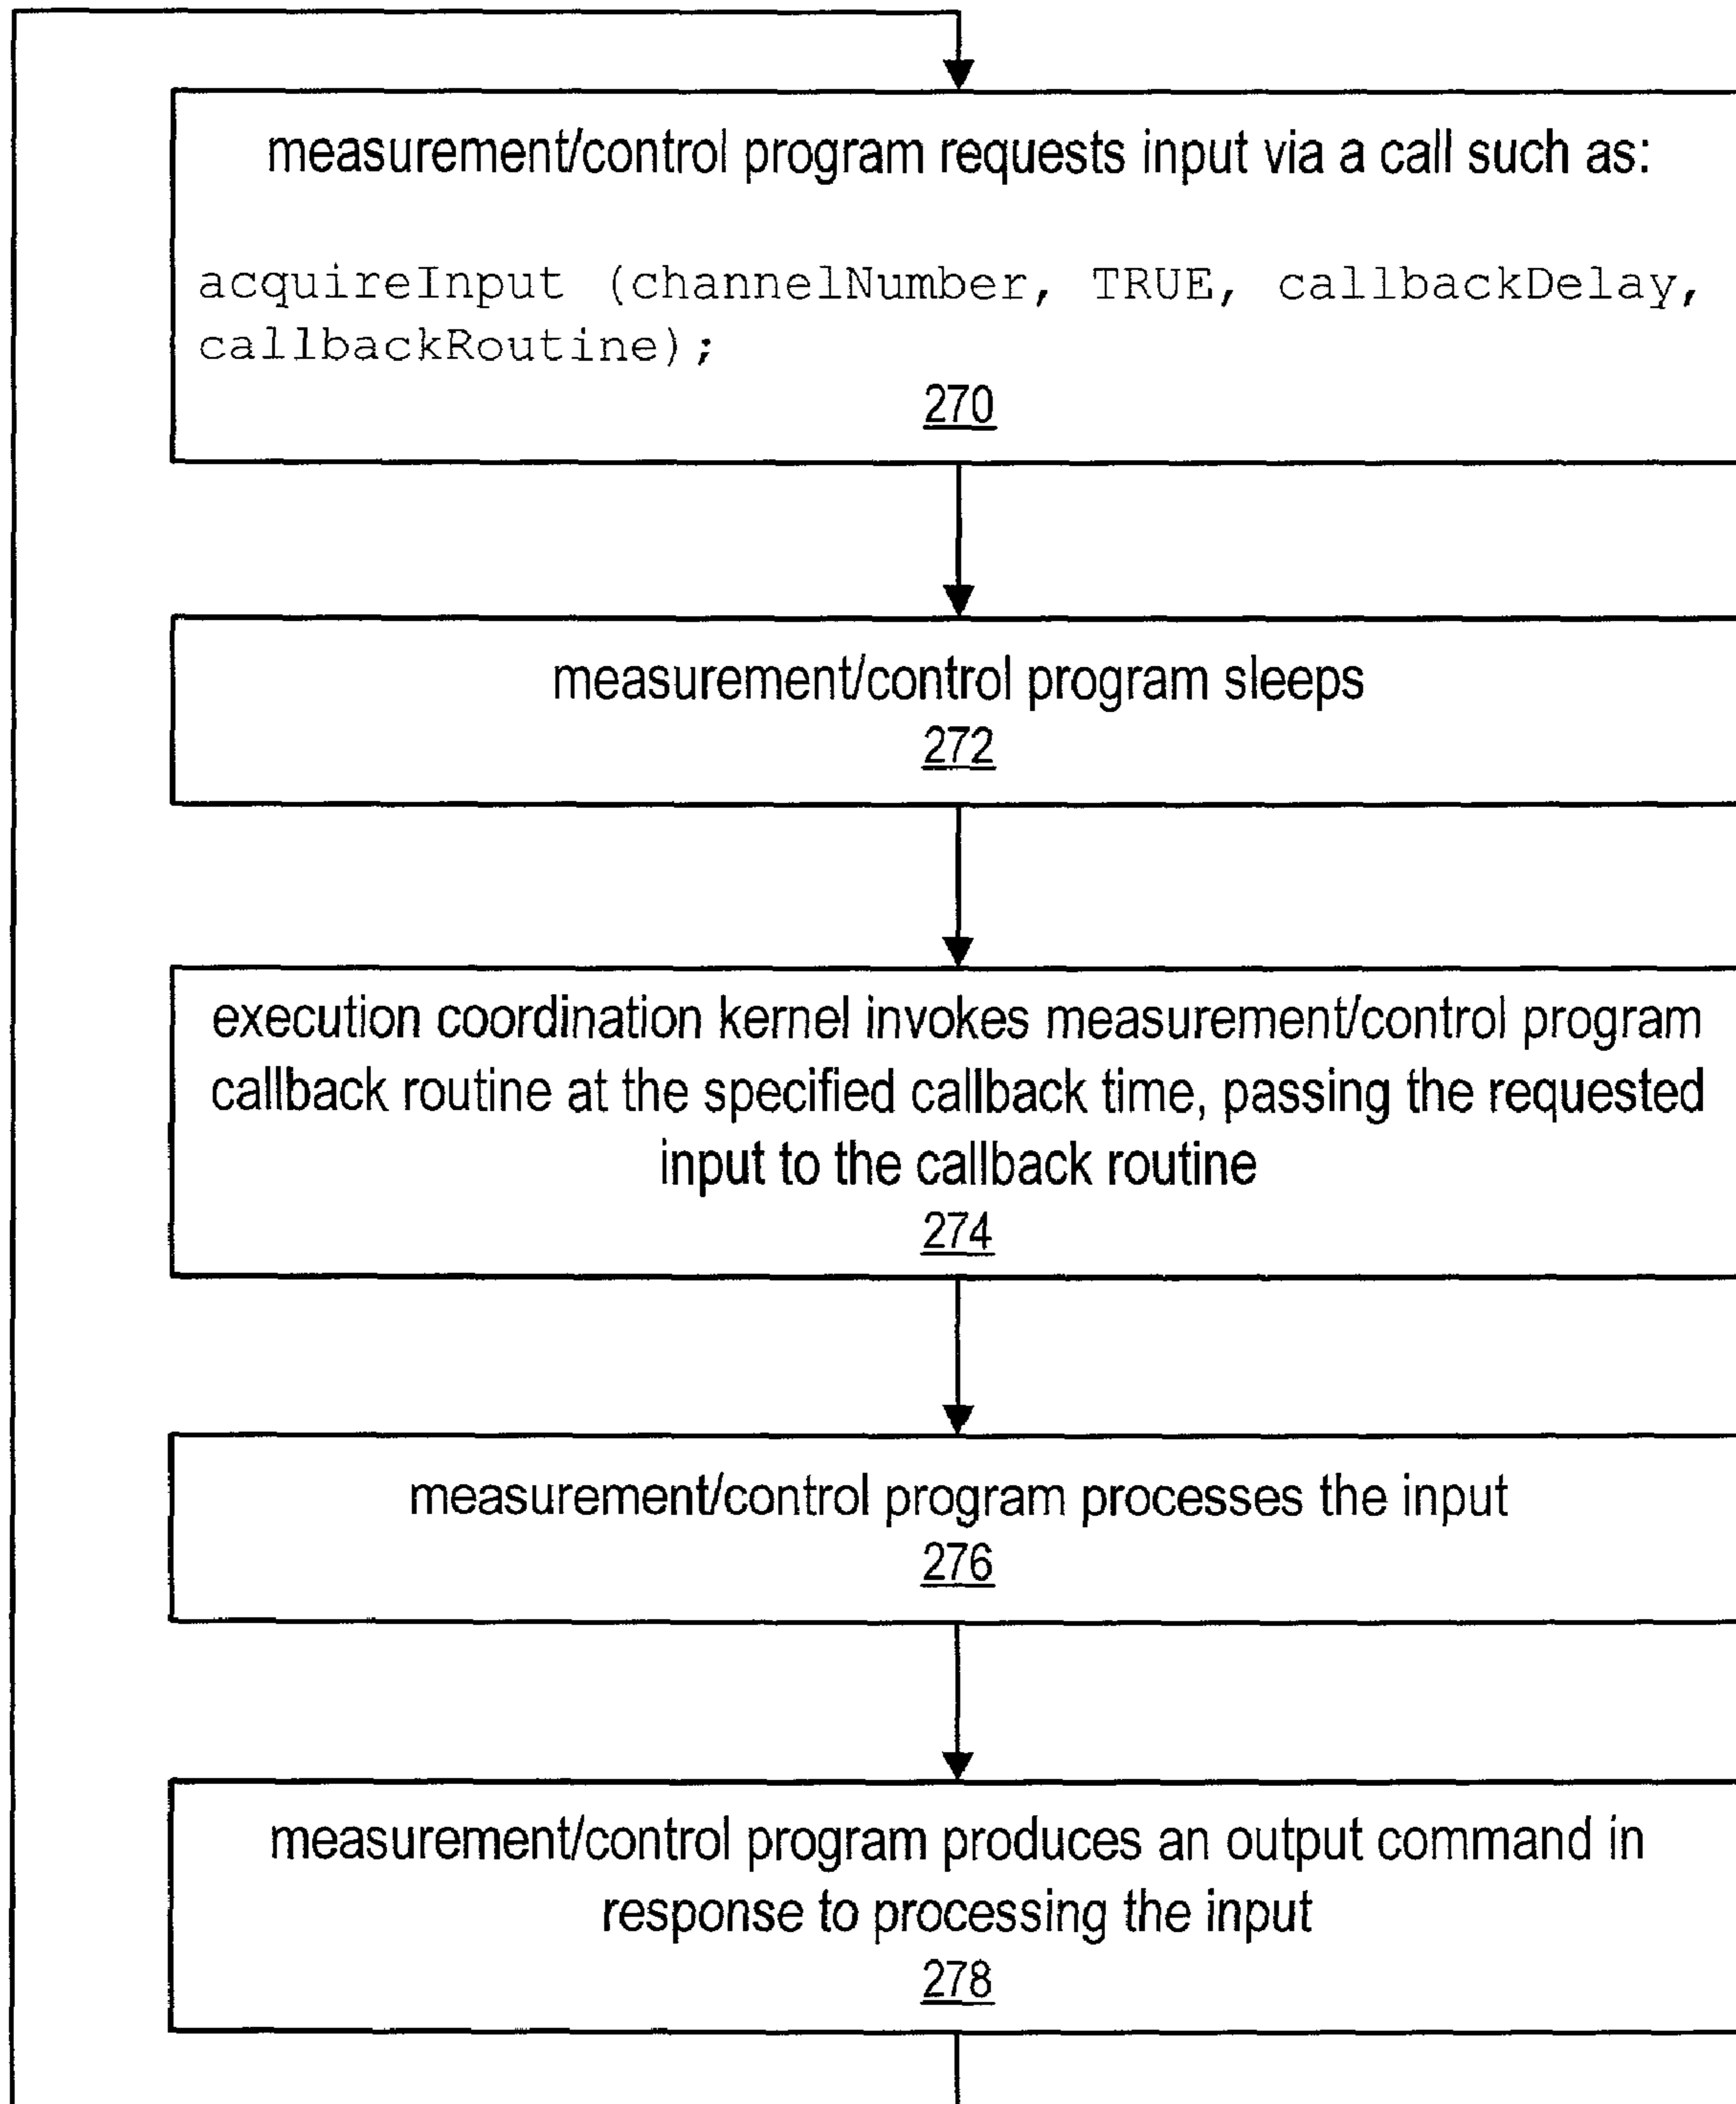 measurement/control program requests input via a call such as:
acquireInput (channelNumber, TRUE, callbackDelay,
callbackRoutine);
270
measurement/control program sleeps
272
execution coordination kernel invokes measurement/control program
callback routine at the specified callback time, passing the requested
input to the callback routine
274
measurement/control program processes the input
276
measurement/control program produces an output command in
response to processing the input
278